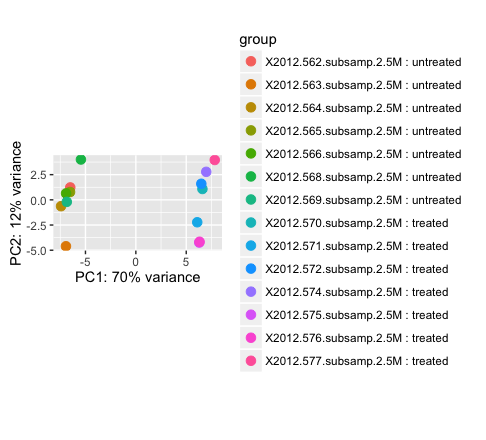 group
X2012.562.subsamp.2.5M : untreated
X2012.563.subsamp.2.5M : untreated
X2012.564.subsamp.2.5M : untreated
X2012.565.subsamp.2.5M : untreated
X2012.566.subsamp.2.5M : untreated
X2012.568.subsamp.2.5M : untreated
X2012.569.subsamp.2.5M : untreated
X2012.570.subsamp.2.5M : treated
X2012.571.subsamp.2.5M : treated
X2012.572.subsamp.2.5M : treated
X2012.574.subsamp.2.5M : treated
X2012.575.subsamp.2.5M : treated
X2012.576.subsamp.2.5M : treated
X2012.577.subsamp.2.5M : treated
PC2: 12% variance
2.5
0.0
-2.5
-5.0
-5 0 5
PC1: 70% variance